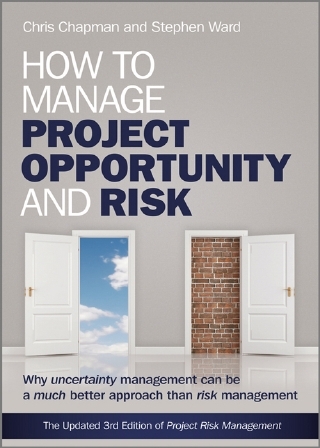 Chris Chapman and Stephen Ward
HOW TO
MANAGE
PROJECT
OPPORTUNITY
AND RISK
Why uncertainty management can be
a much better approach than risk management
The Updated 3rd Edition of Project Risk Management